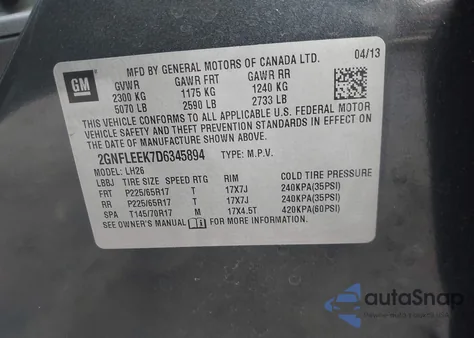 GM
MFD BY GENERAL MOTORS OF CANADA LTD. 04/13
GVWR GAWR FRT GAWR RR
2300 KG 1175 KG 1240 KG
5070 LB 2590 LB 2733 LB
THIS VEHICLE CONFORMS TO ALL APPLICABLE U.S. FEDERAL MOTOR
VEHICLE SAFETY, BUMPER, AND THEFT PREVENTION STANDARDS IN
EFFECT ON THE DATE OF MANUFACTURE SHOWN ABOVE.
2GNFLEEK7D6345894 TYPE: M.P.V.
MODEL: LH26
LBBJ TIRE SIZE SPEED RTG RIM COLD TIRE PRESSURE
FRT P225/65R17 T 17X7J 240KPA(35PSI)
RR P225/65R17 T 17X7J 240KPA(35PSI)
SPA T145/70R17 M 17X4.5T 420KPA(60PSI)
SEE OWNER'S MANUAL FOR MORE INFORMATION.
autoSnap